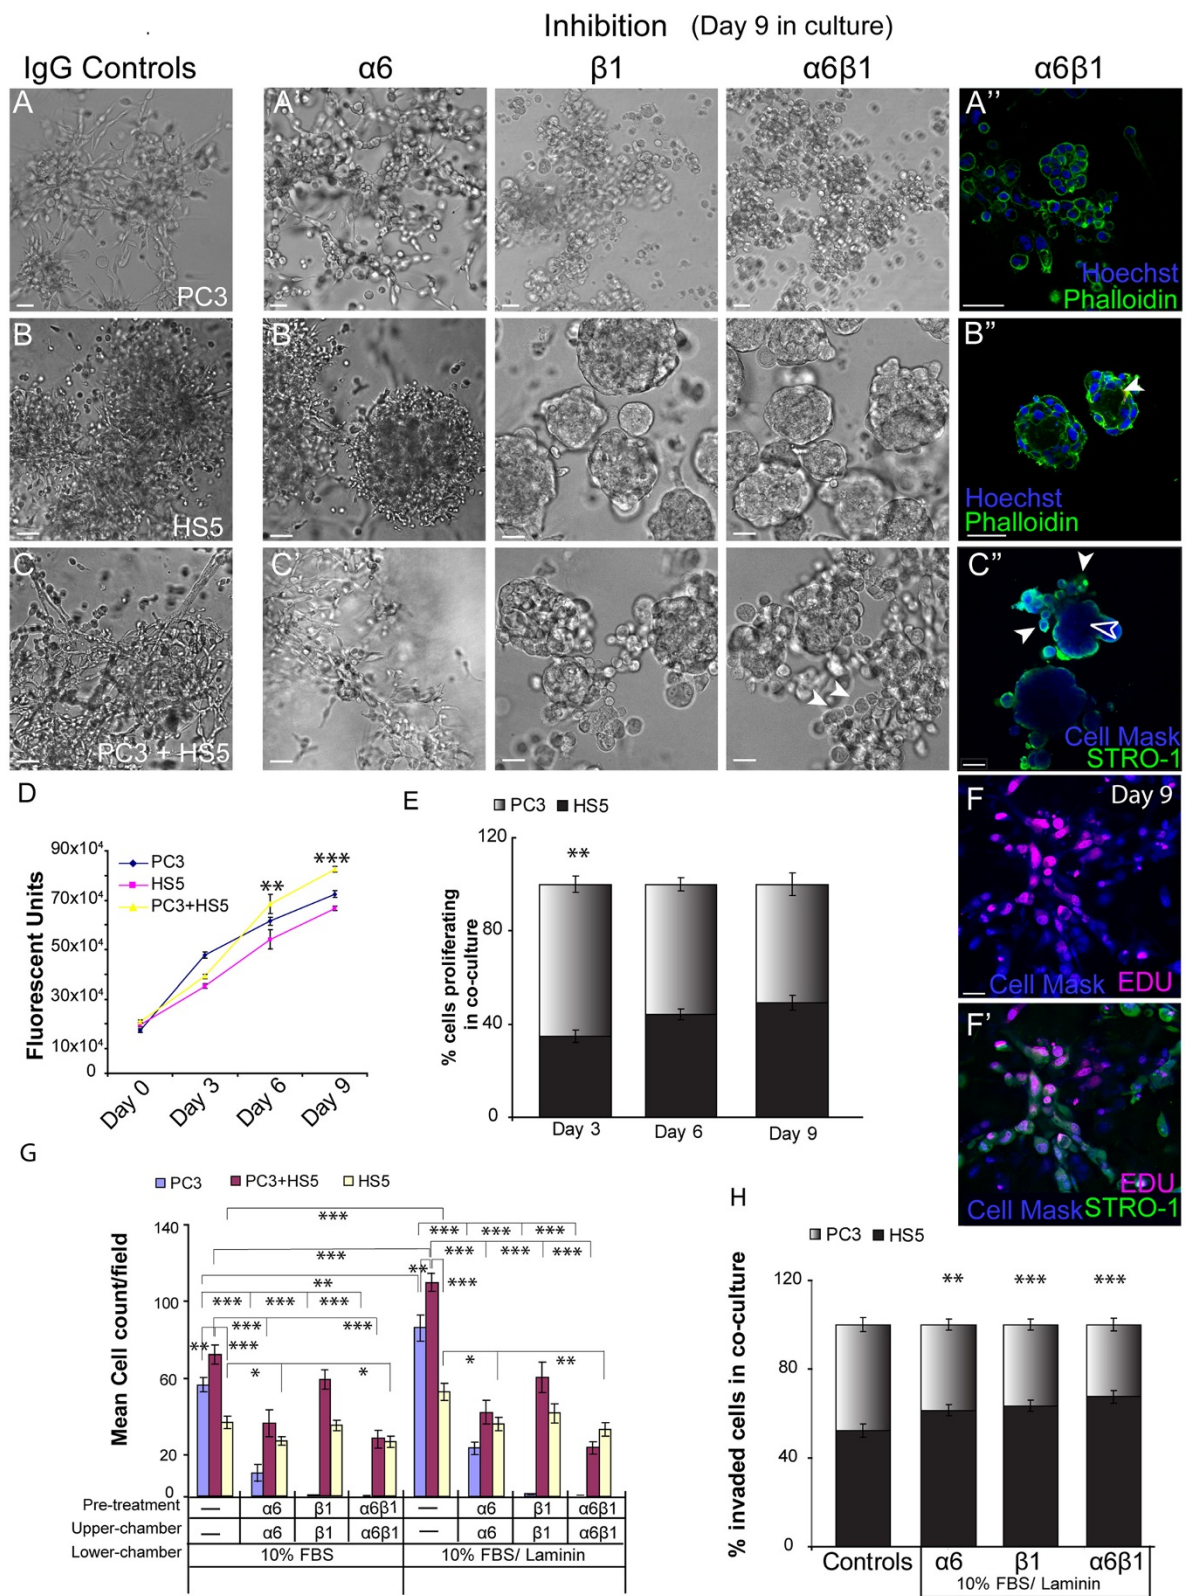 Inhibition (Day 9 in culture)
IgG Controls α6 β1 α6β1 α6β1
A A' A''
PC3
Hoechst
Phalloidin
B B' B"
HS5
Hoechst
Phalloidin
C C' C"
PC3 + HS5
Cell Mask
STRO-1
D
90x10⁴
70x10⁴
50x10⁴
30x10⁴
10x10⁴
0
Fluorescent Units
PC3
HS5
PC3+HS5
** ***
Day 0 Day 3 Day 6 Day 9
E
PC3 HS5
120
80
40
0
% cells proliferating
in co-culture
**
Day 3 Day 6 Day 9
F Day 9
Cell Mask EDU
F'
EDU
Cell Mask STRO-1
G
PC3 PC3+HS5 HS5
Mean Cell count/field
140
100
60
20
0
***
*** *** ***
*** *** *** ***
** ** ***
*** *** ***
*** ***
** ***
* * * **
Pre-treatment — α6 β1 α6β1 — α6 β1 α6β1
Upper-chamber — α6 β1 α6β1 — α6 β1 α6β1
Lower-chamber 10% FBS 10% FBS/ Laminin
H
PC3 HS5
120
80
40
0
% invaded cells in co-culture
** *** ***
Controls α6 β1 α6β1
10% FBS/ Laminin